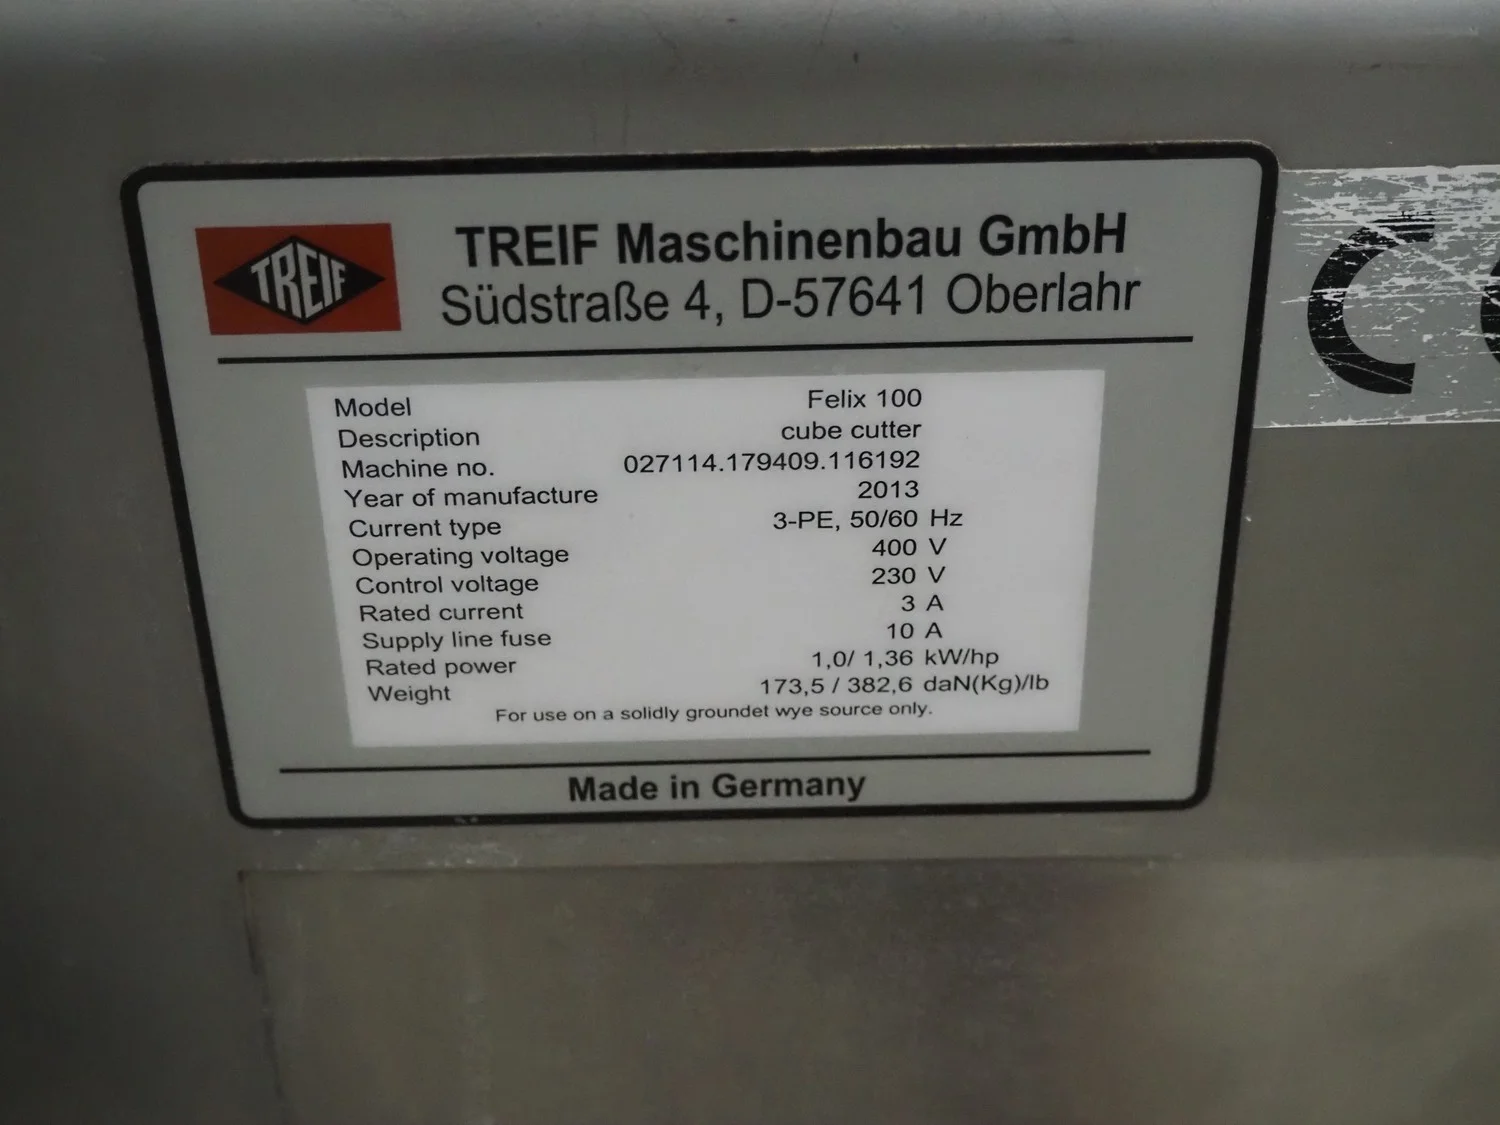 TREIF
TREIF Maschinenbau GmbH
Südstraße 4, D-57641 Oberlahr
Model Felix 100
Description cube cutter
Machine no. 027114.179409.116192
Year of manufacture 2013
Current type 3-PE, 50/60 Hz
Operating voltage 400 V
Control voltage 230 V
Rated current 3 A
Supply line fuse 10 A
Rated power 1,0/ 1,36 kW/hp
Weight 173,5 / 382,6 daN(Kg)/lb
For use on a solidly groundet wye source only.
Made in Germany
CE